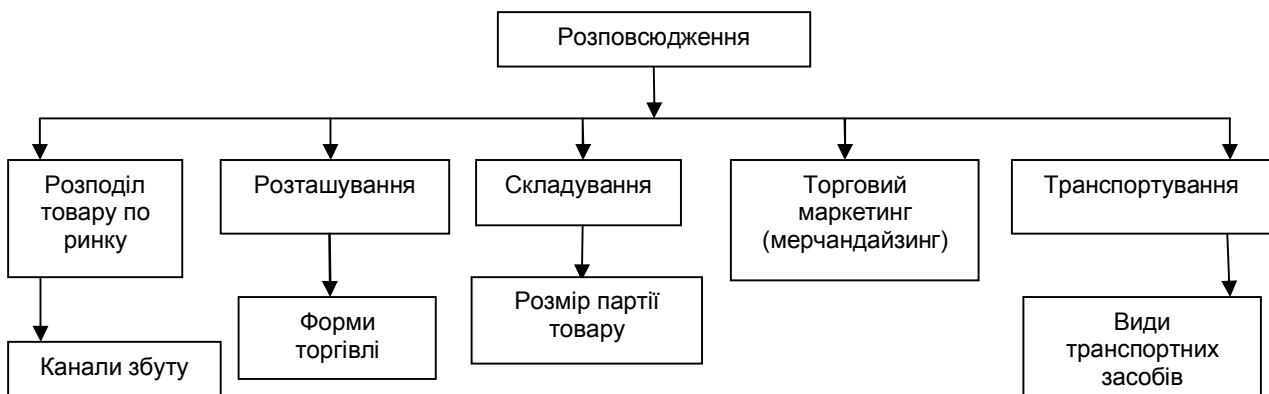 Розповсюдження
Розподіл
товару по
ринку
Розташування
Складування
Торговий
маркетинг
(мерчандайзинг)
Транспортування
Канали збуту
Форми
торгівлі
Розмір партії
товару
Види
транспортних
засобів